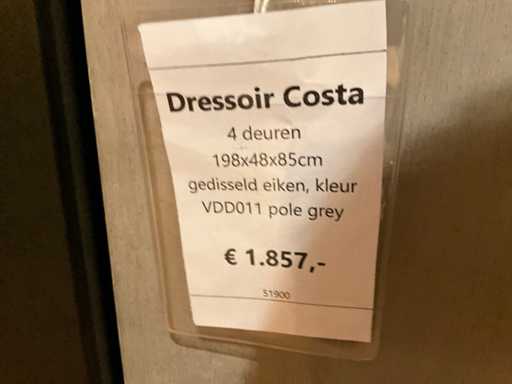 Dressoir Costa
4 deuren
198x48x85cm
gedisseld eiken, kleur
VDD011 pole grey
€ 1.857,-
51900